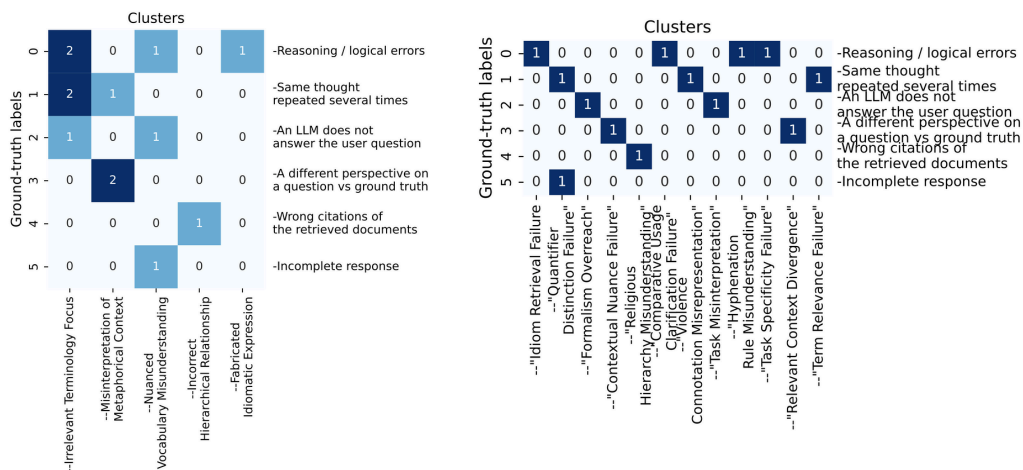 Clusters
Ground-truth labels
0 2 0 1 0 1 -Reasoning / logical errors
1 2 1 0 0 0 -Same thought
repeated several times
2 1 0 1 0 0 -An LLM does not
answer the user question
3 0 2 0 0 0 -A different perspective on
a question vs ground truth
4 0 0 0 1 0 -Wrong citations of
the retrieved documents
5 0 0 1 0 0 -Incomplete response
--Irrelevant Terminology Focus
--Misinterpretation of
Metaphorical Context
--Nuanced
Vocabulary Misunderstanding
--Incorrect
Hierarchical Relationship
--Fabricated
Idiomatic Expression
Clusters
Ground-truth labels
0 1 0 0 0 0 1 0 0 1 1 0 0 -Reasoning / logical errors
1 0 1 0 0 0 0 1 0 0 0 0 1 -Same thought
repeated several times
2 0 0 1 0 0 0 0 1 0 0 0 0 -An LLM does not
answer the user question
3 0 0 0 1 0 0 0 0 0 0 1 0 -A different perspective on
a question vs ground truth
4 0 0 0 0 1 0 0 0 0 0 0 0 -Wrong citations of
the retrieved documents
5 0 1 0 0 0 0 0 0 0 0 0 0 -Incomplete response
--"Idiom Retrieval Failure
--"Quantifier
Distinction Failure"
--"Formalism Overreach"
--"Contextual Nuance Failure"
--"Religious
Hierarchy Misunderstanding"
--"Comparative Usage
Clarification Failure"
--"Violence
Connotation Misrepresentation"
--"Task Misinterpretation"
--"Hyphenation
Rule Misunderstanding"
--"Task Specificity Failure"
--"Relevant Context Divergence"
--"Term Relevance Failure"